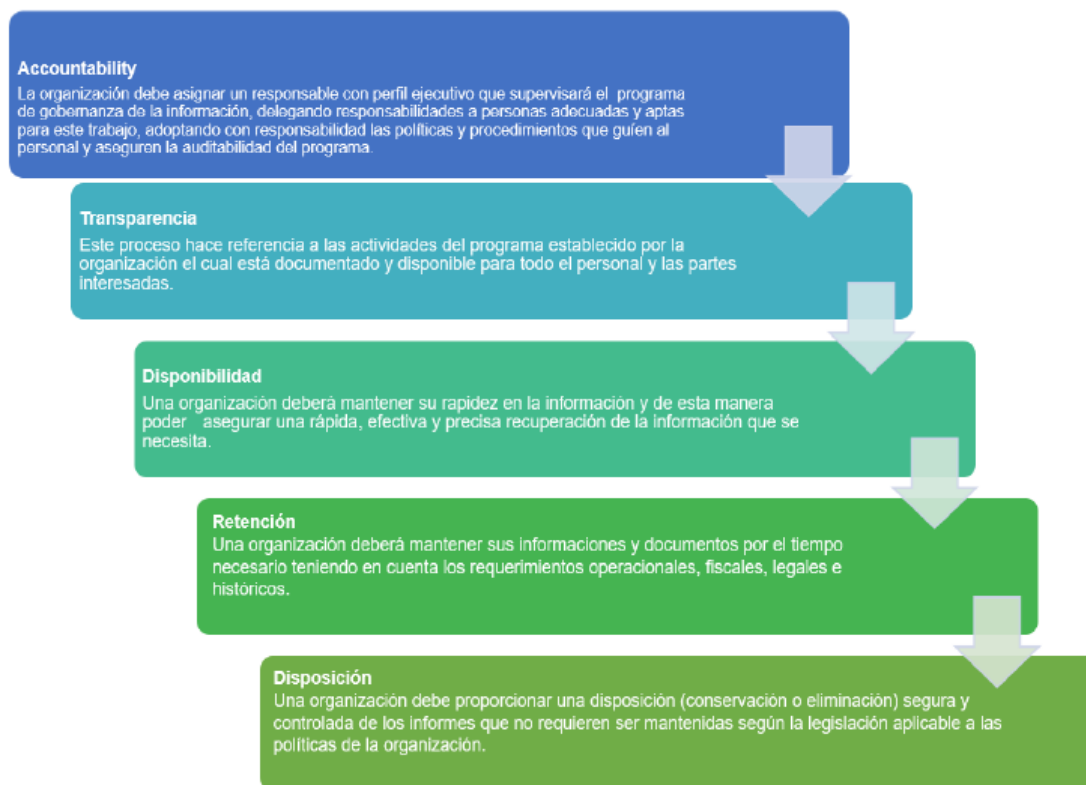 Accountability
La organización debe asignar un responsable con perfil ejecutivo que supervisará el programa
de gobernanza de la información, delegando responsabilidades a personas adecuadas y aptas
para este trabajo, adoptando con responsabilidad las políticas y procedimientos que guíen al
personal y aseguren la auditabilidad del programa.
Transparencia
Este proceso hace referencia a las actividades del programa establecido por la
organización el cual está documentado y disponible para todo el personal y las partes
interesadas.
Disponibilidad
Una organización deberá mantener su rapidez en la información y de esta manera
poder asegurar una rápida, efectiva y precisa recuperación de la información que se
necesita.
Retención
Una organización deberá mantener sus informaciones y documentos por el tiempo
necesario teniendo en cuenta los requerimientos operacionales, fiscales, legales e
históricos.
Disposición
Una organización debe proporcionar una disposición (conservación o eliminación) segura y
controlada de los informes que no requieren ser mantenidas según la legislación aplicable a las
políticas de la organización.